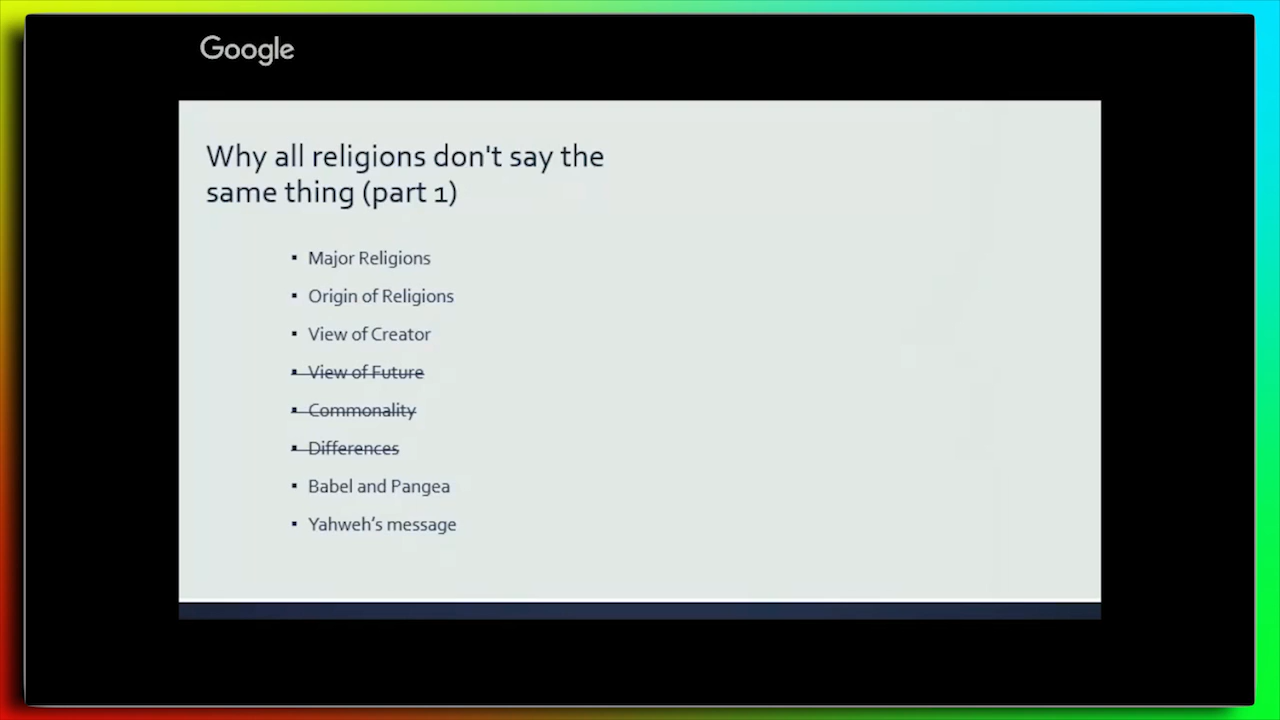 Google
Why all religions don't say the
same thing (part 1)
▪ Major Religions
▪ Origin of Religions
▪ View of Creator
▪ View of Future
▪ Commonality
▪ Differences
▪ Babel and Pangea
▪ Yahweh’s message